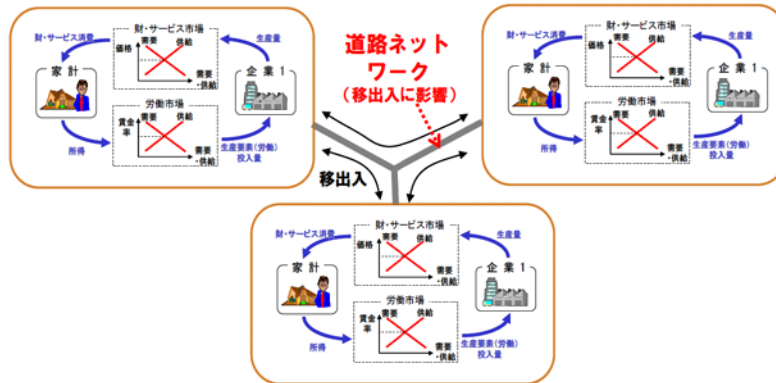 財・サービス市場
財・サービス消費
需要
供給
生産量
価格
家 計
企 業 1
需要
・供給
労働市場
賃金
率
需要
供給
所得
需要
・供給
生産要素(労働)
投入量
道路ネット
ワーク
(移出入に影響)
移出入
財・サービス市場
財・サービス消費
需要
供給
生産量
価格
家 計
企 業 1
需要
・供給
労働市場
賃金
率
需要
供給
所得
需要
・供給
生産要素(労働)
投入量
財・サービス市場
財・サービス消費
需要
供給
生産量
価格
家 計
企 業 1
需要
・供給
労働市場
賃金
率
需要
供給
所得
需要
・供給
生産要素(労働)
投入量